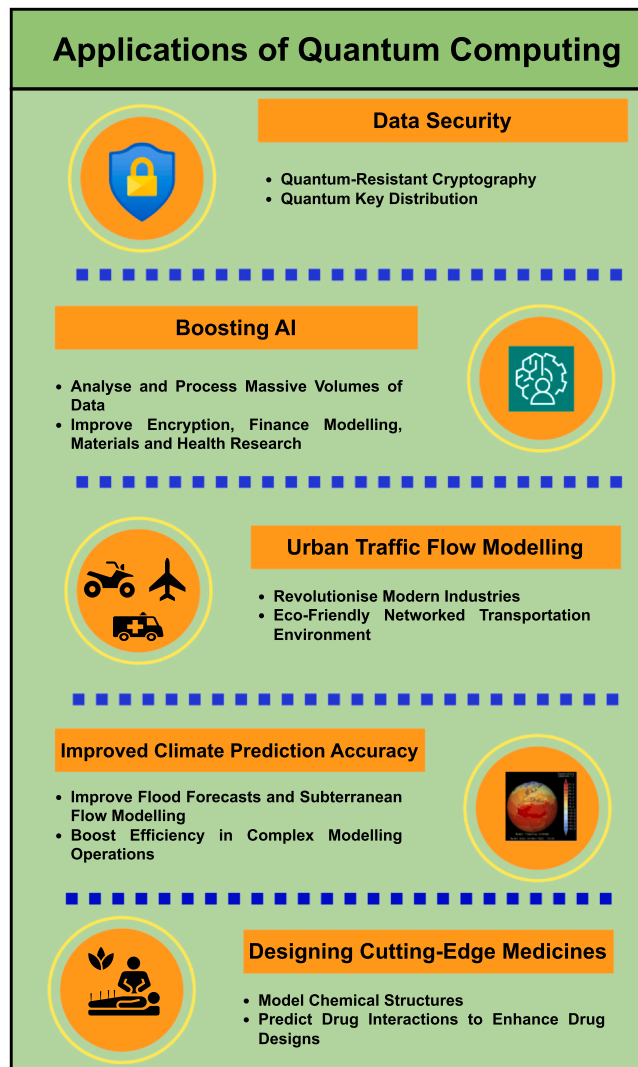 Applications of Quantum Computing
Data Security
• Quantum-Resistant Cryptography
• Quantum Key Distribution
Boosting AI
• Analyse and Process Massive Volumes of
Data
• Improve Encryption, Finance Modelling,
Materials and Health Research
Urban Traffic Flow Modelling
• Revolutionise Modern Industries
• Eco-Friendly Networked Transportation
Environment
Improved Climate Prediction Accuracy
• Improve Flood Forecasts and Subterranean
Flow Modelling
• Boost Efficiency in Complex Modelling
Operations
Designing Cutting-Edge Medicines
• Model Chemical Structures
• Predict Drug Interactions to Enhance Drug
Designs